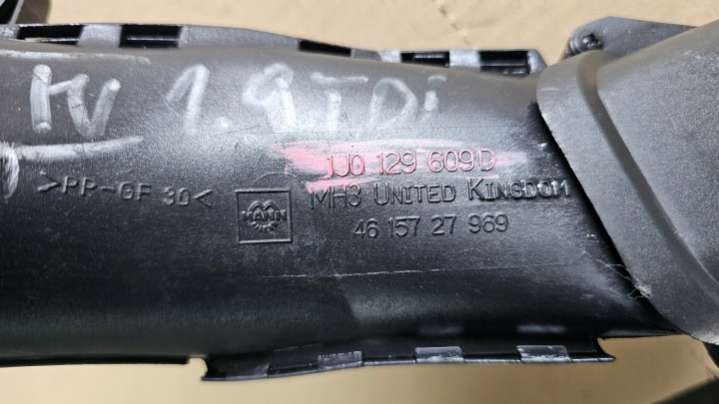 IV 1.9TDi
1J0 129 609D
>PP-GF 30<
MANN
MH3 UNITED KINGDOM
46 157 27 969